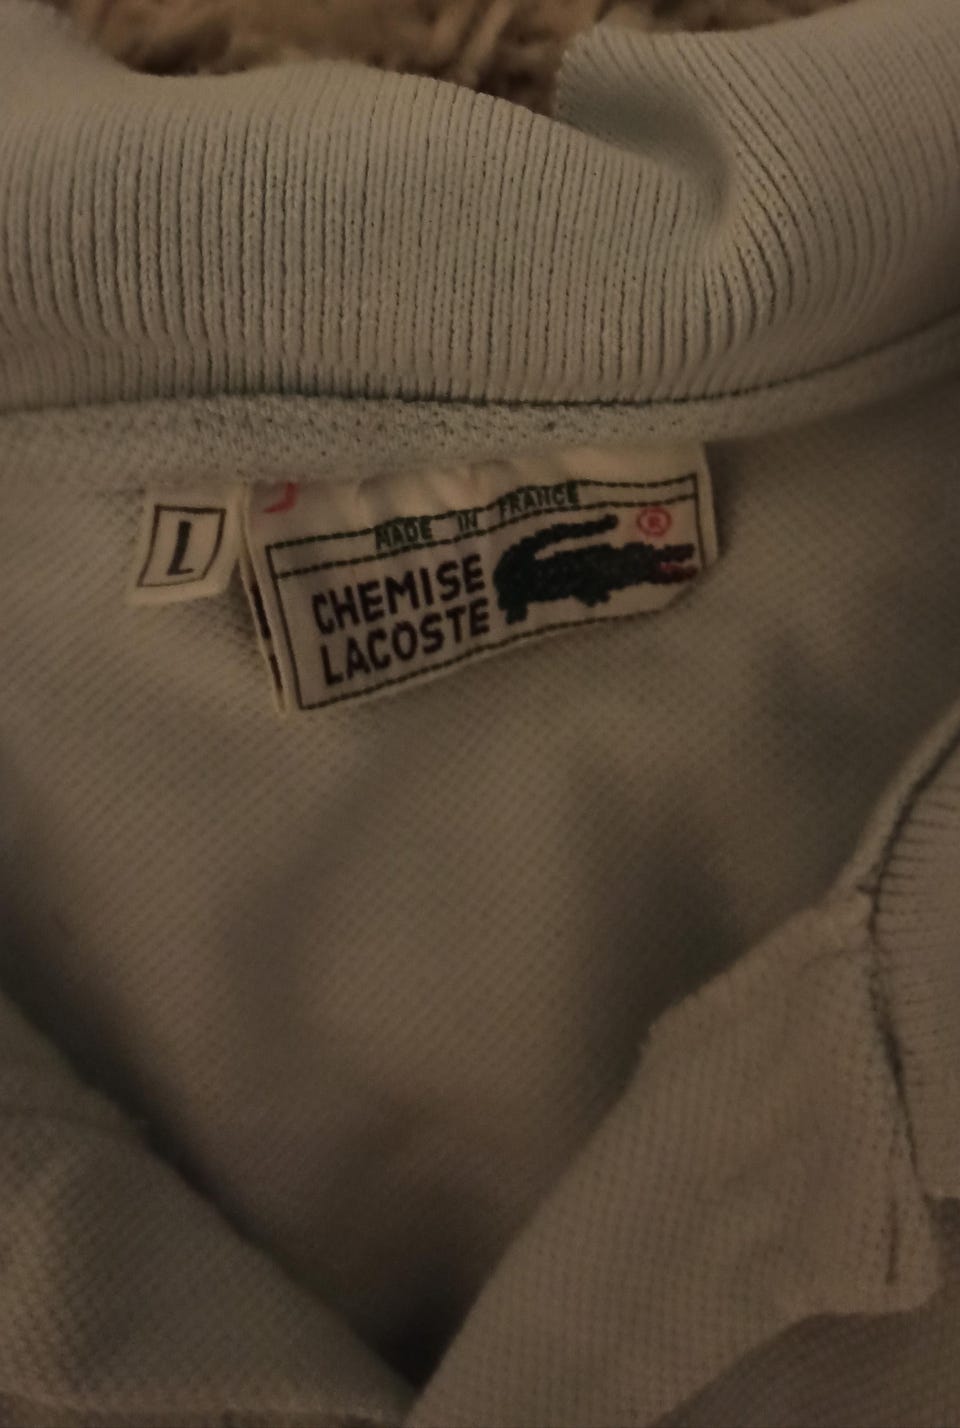 L
MADE IN FRANCE
®
CHEMISE
LACOSTE